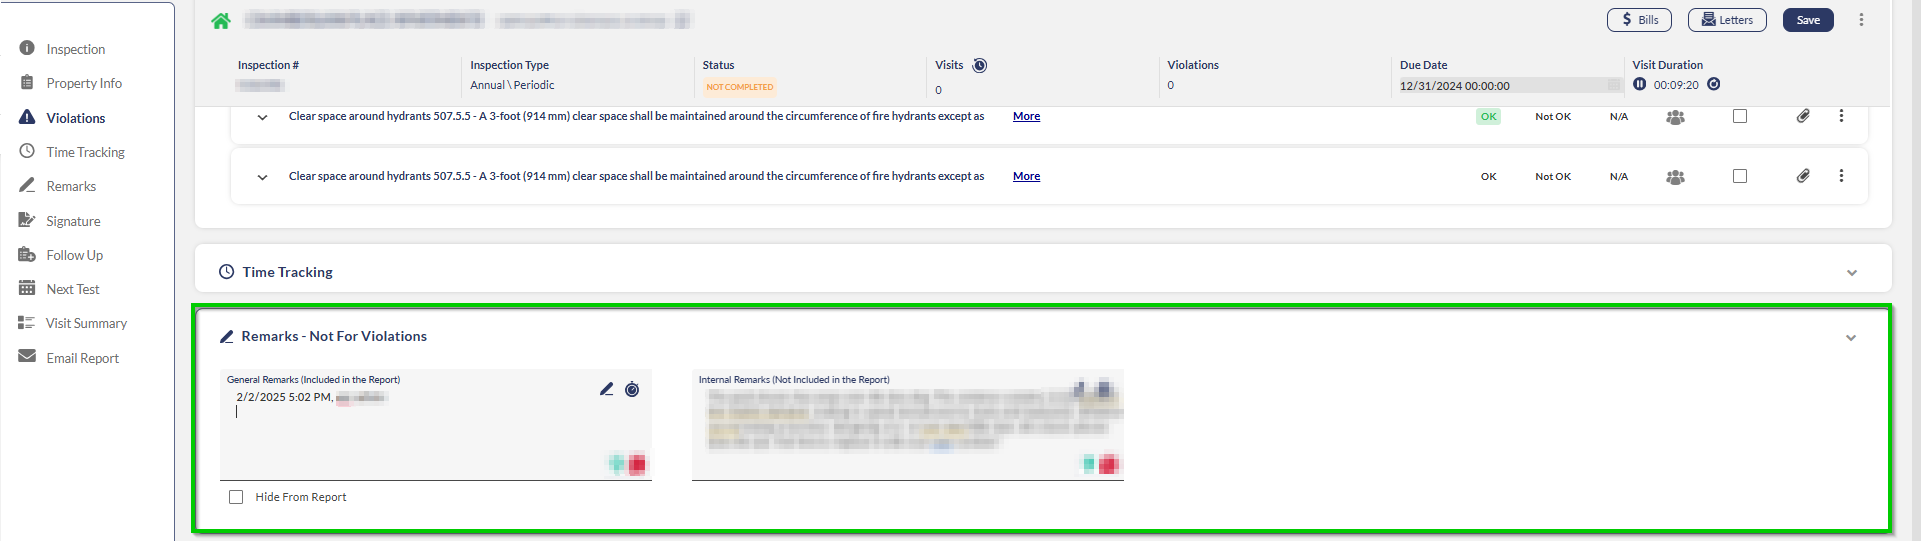 Bills
Letters
Save
Inspection
Property Info
Violations
Time Tracking
Remarks
Signature
Follow Up
Next Test
Visit Summary
Email Report
Inspection #
Inspection Type
Annual \ Periodic
Status
NOT COMPLETED
Visits
0
Violations
0
Due Date
12/31/2024 00:00:00
Visit Duration
00:09:20
Clear space around hydrants 507.5.5 - A 3-foot (914 mm) clear space shall be maintained around the circumference of fire hydrants except as More OK Not OK N/A
Clear space around hydrants 507.5.5 - A 3-foot (914 mm) clear space shall be maintained around the circumference of fire hydrants except as More OK Not OK N/A
Time Tracking
Remarks - Not For Violations
General Remarks (Included in the Report)
2/2/2025 5:02 PM,
Hide From Report
Internal Remarks (Not Included in the Report)